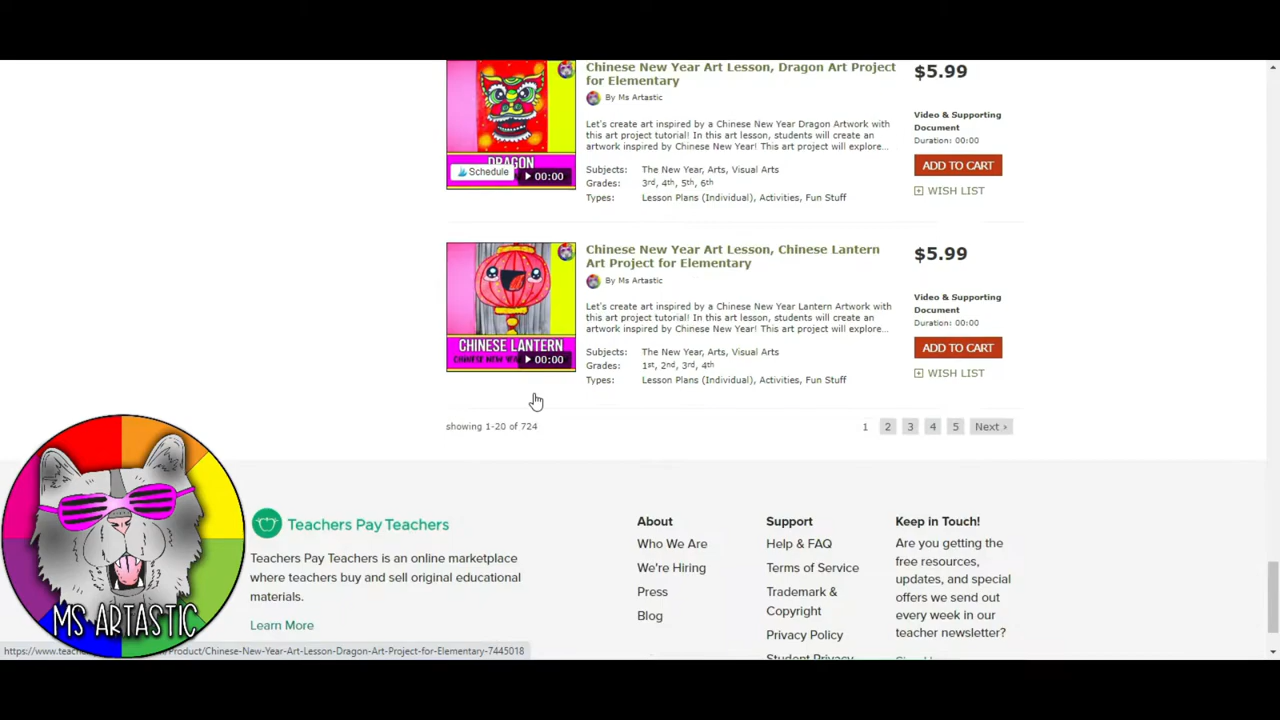 Chinese New Year Art Lesson, Dragon Art Project
for Elementary
By Ms Artastic
Let's create art inspired by a Chinese New Year Dragon Artwork with
this art project tutorial! In this art lesson, students will create an
artwork inspired by Chinese New Year! This art project will explore...
Subjects: The New Year, Arts, Visual Arts
Grades: 3rd, 4th, 5th, 6th
Types: Lesson Plans (Individual), Activities, Fun Stuff
$5.99
Video & Supporting
Document
Duration: 00:00
ADD TO CART
WISH LIST
DRAGON
Schedule
00:00
Chinese New Year Art Lesson, Chinese Lantern
Art Project for Elementary
By Ms Artastic
Let's create art inspired by a Chinese New Year Lantern Artwork with
this art project tutorial! In this art lesson, students will create an
artwork inspired by Chinese New Year! This art project will explore...
Subjects: The New Year, Arts, Visual Arts
Grades: 1st, 2nd, 3rd, 4th
Types: Lesson Plans (Individual), Activities, Fun Stuff
$5.99
Video & Supporting
Document
Duration: 00:00
ADD TO CART
WISH LIST
CHINESE LANTERN
CHINESE NEW
00:00
showing 1-20 of 724
1 2 3 4 5 Next ›
Teachers Pay Teachers
Teachers Pay Teachers is an online marketplace
where teachers buy and sell original educational
materials.
Learn More
About
Who We Are
We're Hiring
Press
Blog
Support
Help & FAQ
Terms of Service
Trademark &
Copyright
Privacy Policy
Student Privacy
Keep in Touch!
Are you getting the
free resources,
updates, and special
offers we send out
every week in our
teacher newsletter?
MS ARTASTIC
https://www.teac Product/Chinese-New-Year-Art-Lesson-Dragon-Art-Project-for-Elementary-7445018